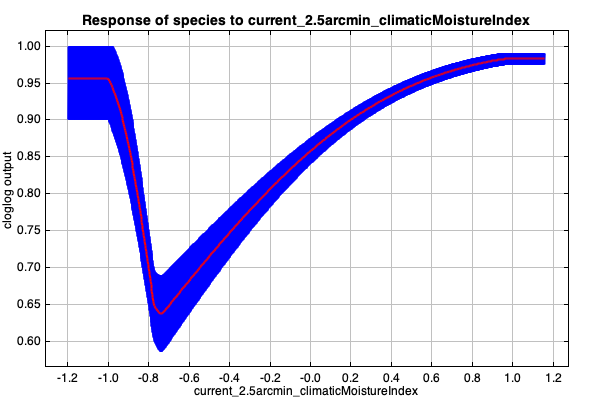 Response of species to current_2.5arcmin_climaticMoistureIndex
1.00
0.95
0.90
0.85
0.80
0.75
0.70
0.65
0.60
cloglog output
-1.2 -1.0 -0.8 -0.6 -0.4 -0.2 -0.0 0.2 0.4 0.6 0.8 1.0 1.2
current_2.5arcmin_climaticMoistureIndex